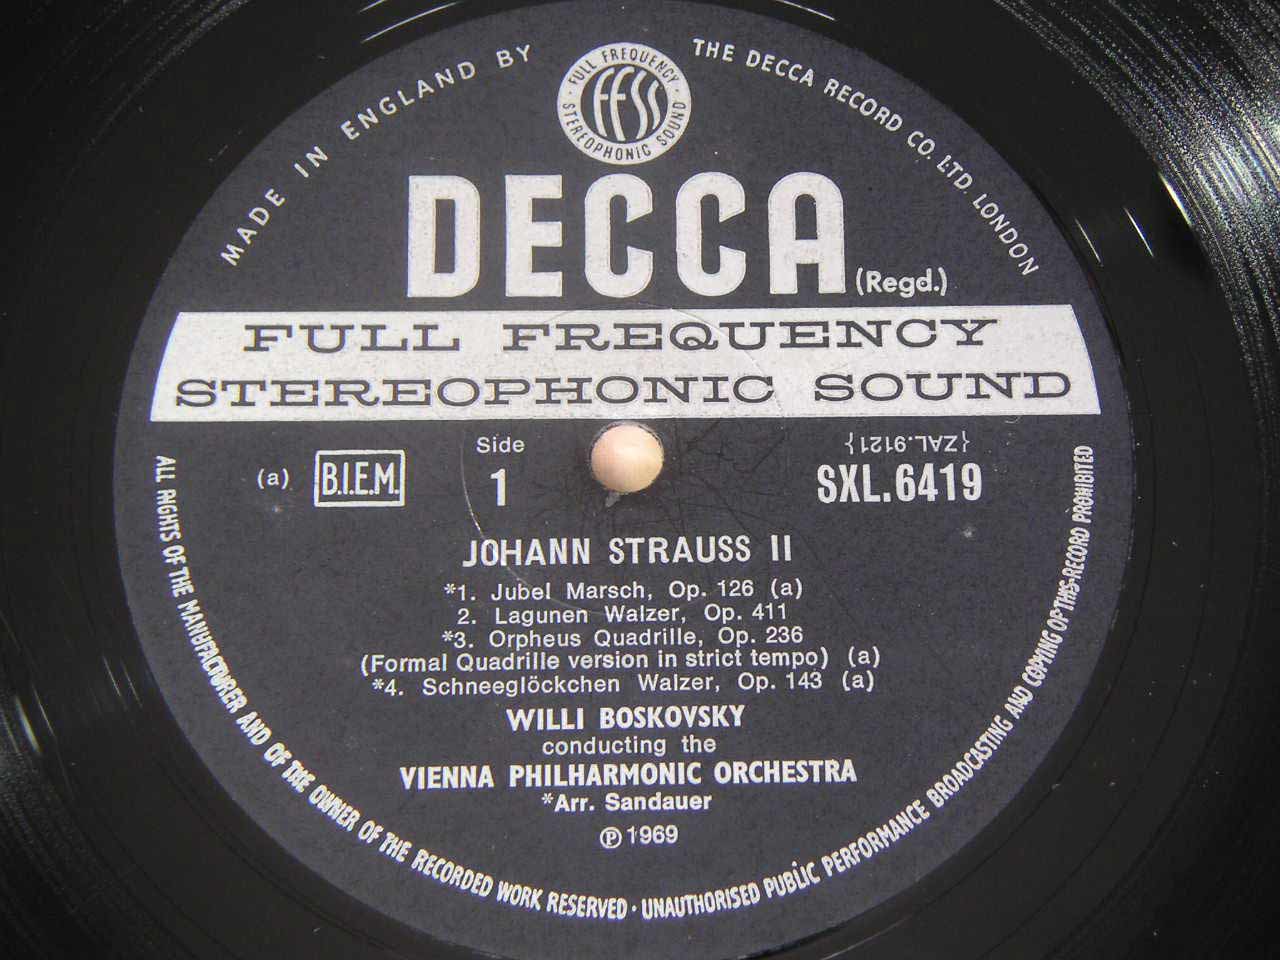 MADE IN ENGLAND BY
THE DECCA RECORD CO. LTD. LONDON
FULL FREQUENCY
FFSS
STEREOPHONIC SOUND
DECCA (Regd.)
FULL FREQUENCY
STEREOPHONIC SOUND
Side
{ZAL.9121}
(a) B.I.E.M. 1 SXL.6419
JOHANN STRAUSS II
*1. Jubel Marsch, Op. 126 (a)
2. Lagunen Walzer, Op. 411
*3. Orpheus Quadrille, Op. 236
(Formal Quadrille version in strict tempo) (a)
*4. Schneeglöckchen Walzer, Op. 143 (a)
WILLI BOSKOVSKY
conducting the
VIENNA PHILHARMONIC ORCHESTRA
*Arr. Sandauer
℗ 1969
ALL RIGHTS OF THE MANUFACTURER AND OF THE OWNER OF THE RECORDED WORK RESERVED · UNAUTHORISED PUBLIC PERFORMANCE BROADCASTING AND COPYING OF THIS RECORD PROHIBITED